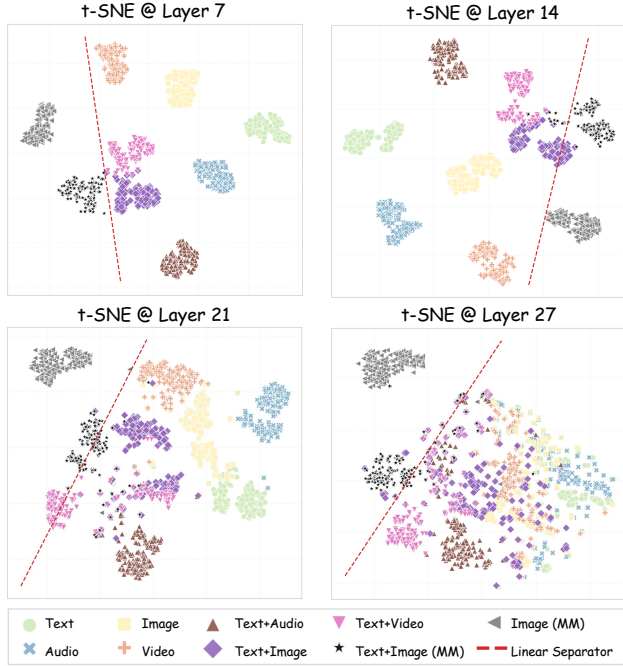 t-SNE @ Layer 7
t-SNE @ Layer 14
t-SNE @ Layer 21
t-SNE @ Layer 27
Text
Image
Text+Audio
Text+Video
Image (MM)
Audio
Video
Text+Image
Text+Image (MM)
Linear Separator